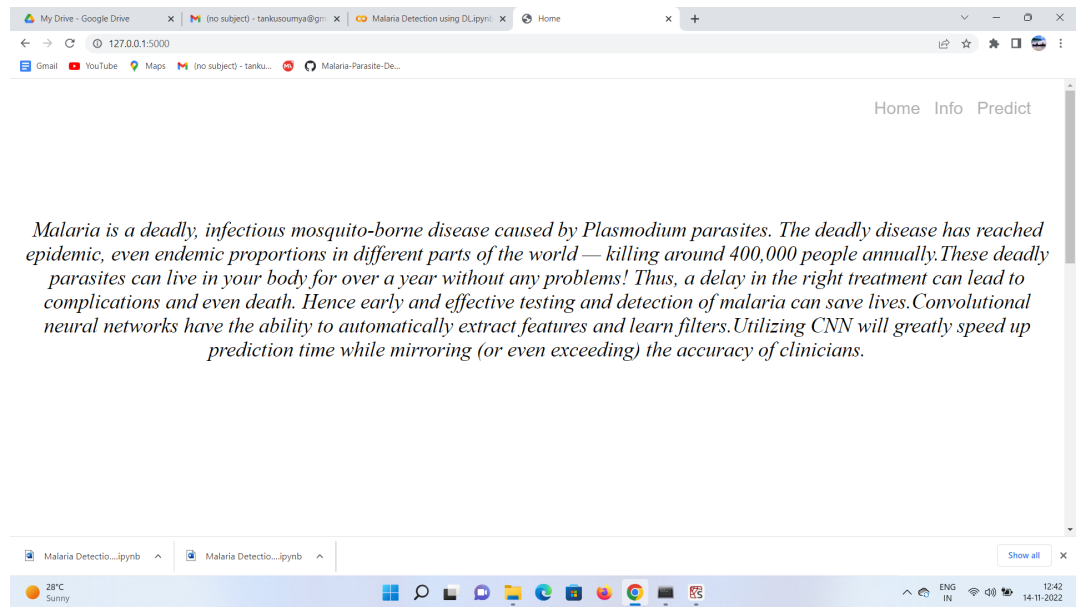 My Drive - Google Drive
(no subject) - tankusoumya@gm
Malaria Detection using DL.ipynb
Home
127.0.0.1:5000
Gmail
YouTube
Maps
(no subject) - tanku...
Malaria-Parasite-De...
Home Info Predict
Malaria is a deadly, infectious mosquito-borne disease caused by Plasmodium parasites. The deadly disease has reached
epidemic, even endemic proportions in different parts of the world — killing around 400,000 people annually.These deadly
parasites can live in your body for over a year without any problems! Thus, a delay in the right treatment can lead to
complications and even death. Hence early and effective testing and detection of malaria can save lives.Convolutional
neural networks have the ability to automatically extract features and learn filters.Utilizing CNN will greatly speed up
prediction time while mirroring (or even exceeding) the accuracy of clinicians.
Malaria Detectio....ipynb
Malaria Detectio....ipynb
Show all
28°C
Sunny
ENG
IN
12:42
14-11-2022